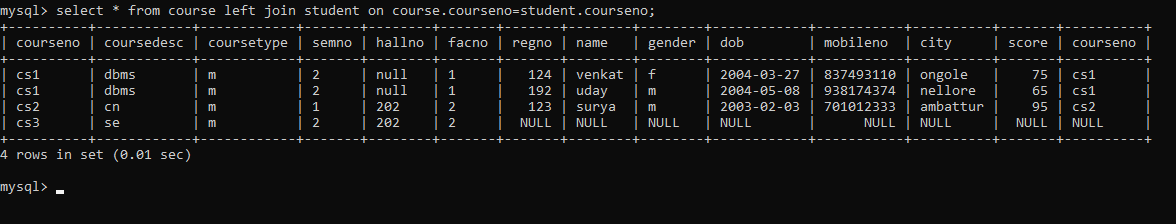 mysql> select * from course left join student on course.courseno=student.courseno;
+----------+------------+------------+-------+--------+-------+-------+--------+--------+------------+-----------+----------+-------+----------+
| courseno | coursedesc | coursetype | semno | hallno | facno | regno | name   | gender | dob        | mobileno  | city     | score | courseno |
+----------+------------+------------+-------+--------+-------+-------+--------+--------+------------+-----------+----------+-------+----------+
| cs1      | dbms       | m          | 2     | null   | 1     |   124 | venkat | f      | 2004-03-27 | 837493110 | ongole   |    75 | cs1      |
| cs1      | dbms       | m          | 2     | null   | 1     |   192 | uday   | m      | 2004-05-08 | 938174374 | nellore  |    65 | cs1      |
| cs2      | cn         | m          | 1     | 202    | 2     |   123 | surya  | m      | 2003-02-03 | 701012333 | ambattur |    95 | cs2      |
| cs3      | se         | m          | 2     | 202    | 2     |  NULL | NULL   | NULL   | NULL       |      NULL | NULL     |  NULL | NULL     |
+----------+------------+------------+-------+--------+-------+-------+--------+--------+------------+-----------+----------+-------+----------+
4 rows in set (0.01 sec)
mysql>